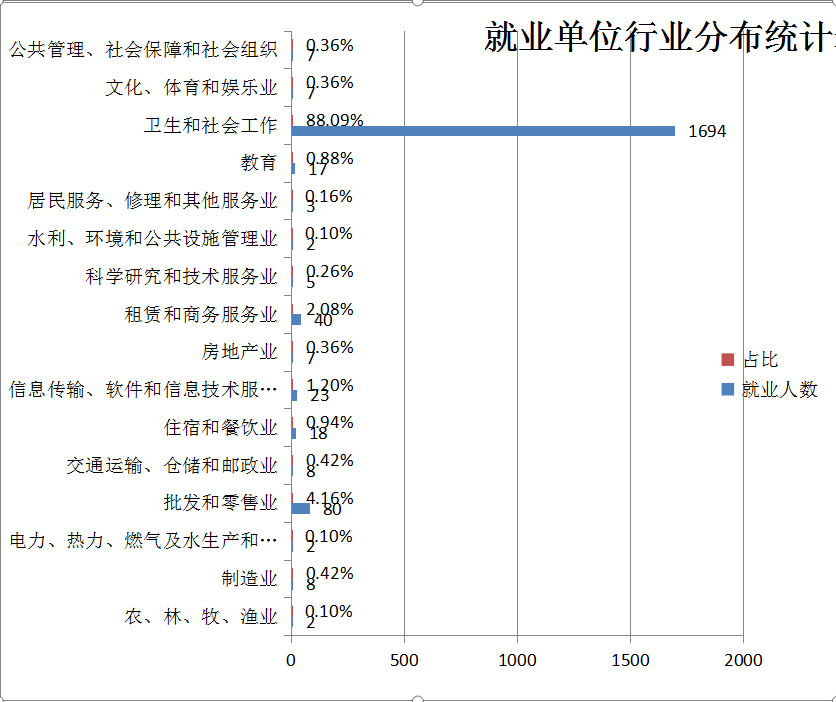 就业单位行业分布统计
公共管理、社会保障和社会组织 0.36% 7
文化、体育和娱乐业 0.36% 7
卫生和社会工作 88.09% 1694
教育 0.88% 17
居民服务、修理和其他服务业 0.16% 3
水利、环境和公共设施管理业 0.10% 2
科学研究和技术服务业 0.26% 5
租赁和商务服务业 2.08% 40
房地产业 0.36% 7
占比
信息传输、软件和信息技术服… 1.20% 23
就业人数
住宿和餐饮业 0.94% 18
交通运输、仓储和邮政业 0.42% 8
批发和零售业 4.16% 80
电力、热力、燃气及水生产和… 0.10% 2
制造业 0.42% 8
农、林、牧、渔业 0.10% 2
0 500 1000 1500 2000